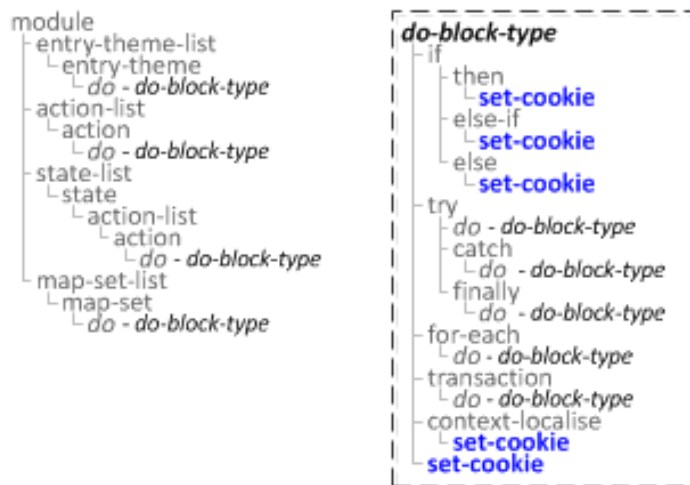 module
entry-theme-list
entry-theme
do - do-block-type
action-list
action
do - do-block-type
state-list
state
action-list
action
do - do-block-type
map-set-list
map-set
do - do-block-type
do-block-type
if
then
set-cookie
else-if
set-cookie
else
set-cookie
try
do - do-block-type
catch
do - do-block-type
finally
do - do-block-type
for-each
do - do-block-type
transaction
do - do-block-type
context-localise
set-cookie
set-cookie